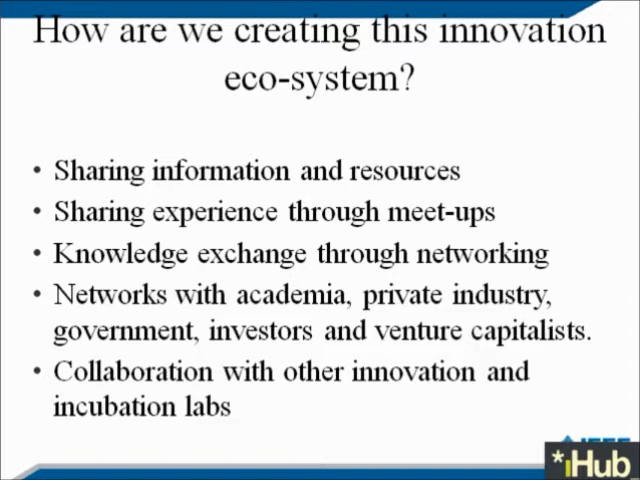 How are we creating this innovation
eco-system?
• Sharing information and resources
• Sharing experience through meet-ups
• Knowledge exchange through networking
• Networks with academia, private industry,
government, investors and venture capitalists.
• Collaboration with other innovation and
incubation labs
*iHub